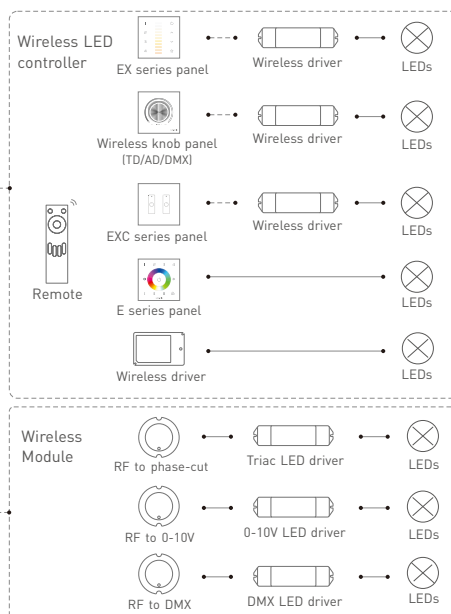 Wireless LED
controller
EX series panel
Wireless driver
LEDs
Wireless knob panel
(TD/AD/DMX)
Wireless driver
LEDs
EXC series panel
Wireless driver
LEDs
Remote
E series panel
LEDs
Wireless driver
LEDs
Wireless
Module
RF to phase-cut
Triac LED driver
LEDs
RF to 0-10V
0-10V LED driver
LEDs
RF to DMX
DMX LED driver
LEDs